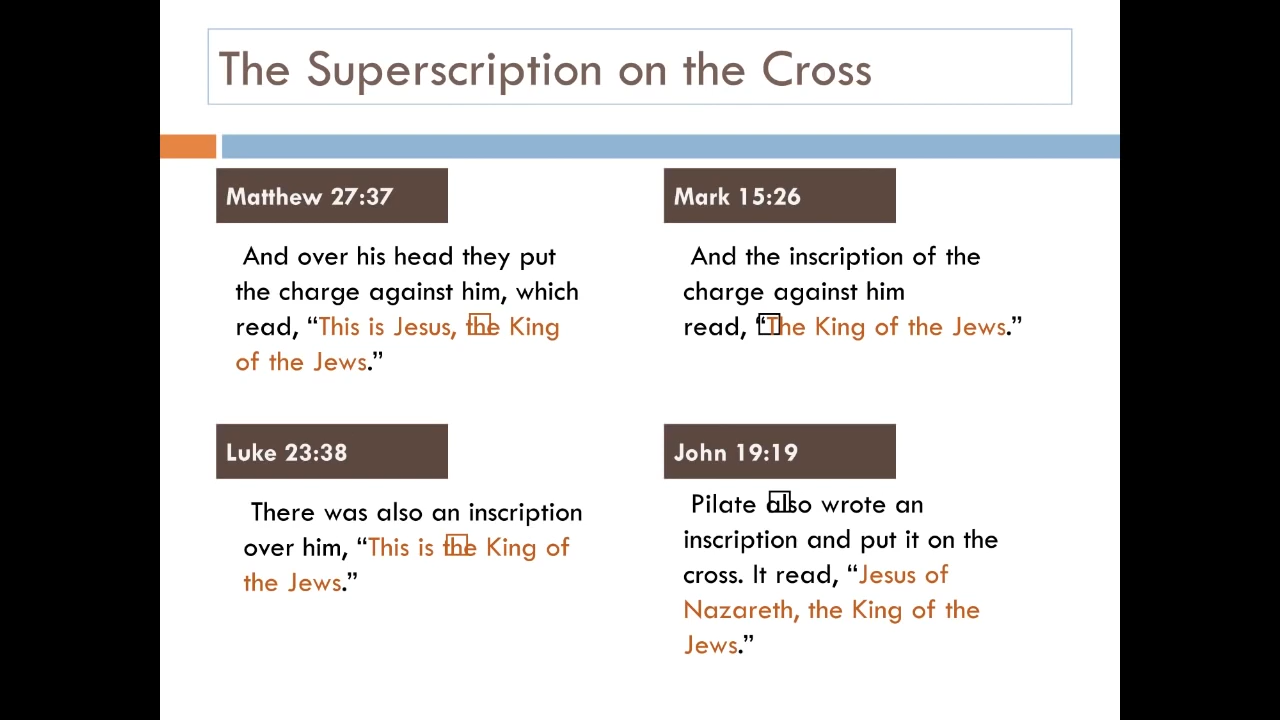 The Superscription on the Cross
Matthew 27:37
And over his head they put
the charge against him, which
read, “This is Jesus, the King
of the Jews.”
Mark 15:26
And the inscription of the
charge against him
read, “The King of the Jews.”
Luke 23:38
There was also an inscription
over him, “This is the King of
the Jews.”
John 19:19
Pilate also wrote an
inscription and put it on the
cross. It read, “Jesus of
Nazareth, the King of the
Jews.”